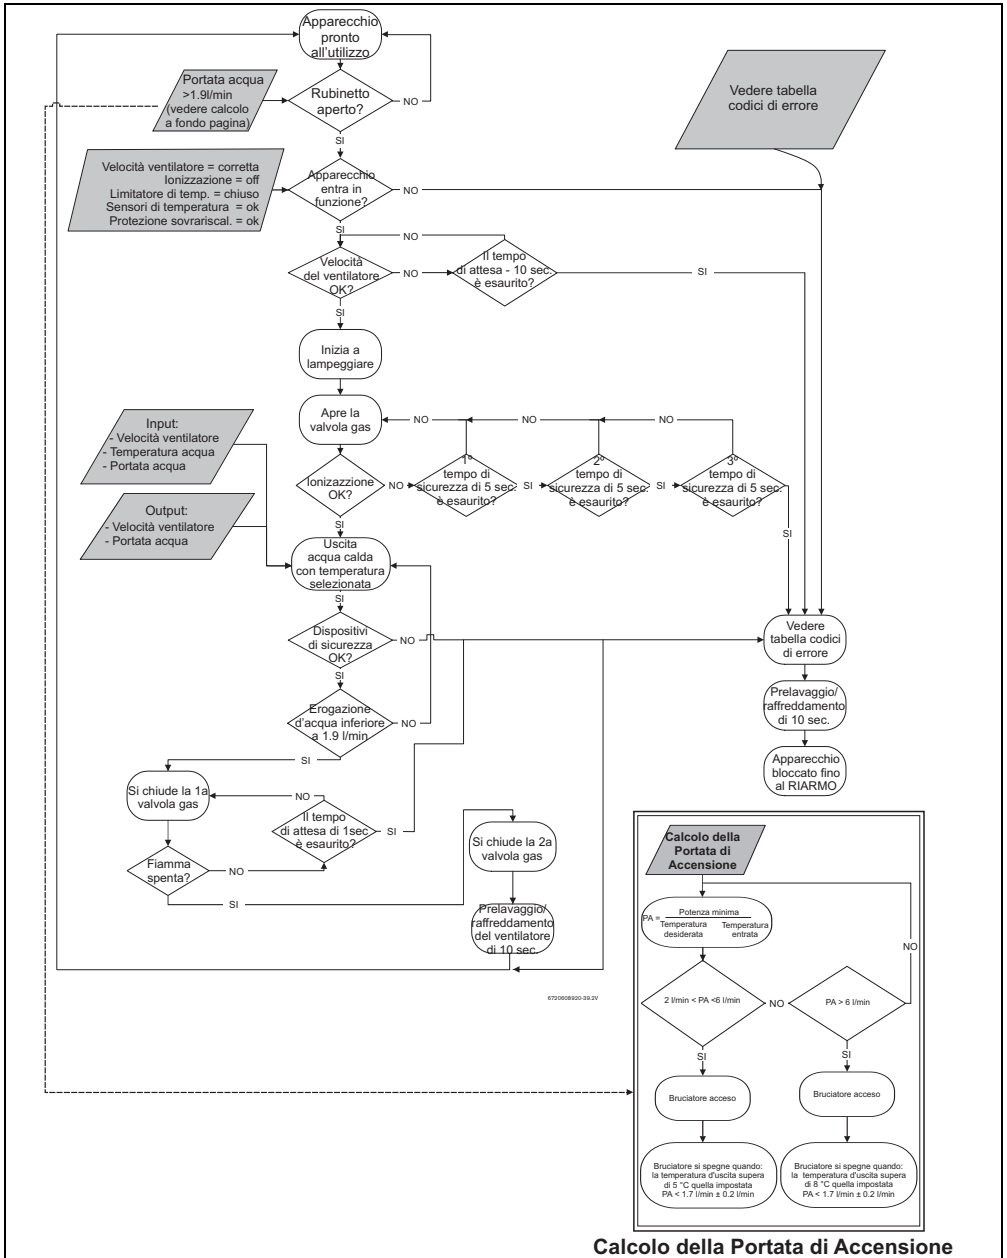 Apparecchio
pronto
all'utilizzo
Portata acqua
>1.9l/min
(vedere calcolo
a fondo pagina)
Rubinetto
aperto?
NO
SI
Vedere tabella
codici di errore
Velocità ventilatore = corretta
Ionizzazione = off
Limitatore di temp. = chiuso
Sensori di temperatura = ok
Protezione sovrariscal. = ok
Apparecchio
entra in
funzione?
NO
SI
NO
Velocità
del ventilatore
OK?
NO
Il tempo
di attesa - 10 sec.
è esaurito?
SI
SI
Inizia a
lampeggiare
Apre la
valvola gas
NO
NO
NO
Input:
- Velocità ventilatore
- Temperatura acqua
- Portata acqua
Ionizazzione
OK?
NO
1º
tempo di
sicurezza di 5 sec.
è esaurito?
SI
2º
tempo di
sicurezza di 5 sec.
è esaurito?
SI
3º
tempo di
sicurezza di 5 sec.
è esaurito?
SI
SI
Output:
- Velocità ventilatore
- Portata acqua
Uscita
acqua calda
con temperatura
selezionata
SI
Dispositivi
di sicurezza
OK?
NO
SI
Vedere
tabella codici
di errore
Prelavaggio/
raffreddamento
di 10 sec.
Apparecchio
bloccato fino
al RIARMO
Erogazione
d'acqua inferiore
a 1.9 l/min
NO
SI
Si chiude la 1a
valvola gas
NO
Il tempo
di attesa di 1sec
è esaurito?
SI
Fiamma
spenta?
NO
SI
Si chiude la 2a
valvola gas
Prelavaggio/
raffreddamento
del ventilatore
di 10 sec.
6720608920-39.2V
Calcolo della
Portata di
Accensione
PA = Potenza minima
Temperatura desiderata Temperatura entrata
NO
2 l/min < PA <6 l/min
NO
PA > 6 l/min
SI
SI
Bruciatore acceso
Bruciatore acceso
Bruciatore si spegne quando:
la temperatura d'uscita supera
di 5 °C quella impostata
PA < 1.7 l/min ± 0.2 l/min
Bruciatore si spegne quando:
la temperatura d'uscita supera
di 8 °C quella impostata
PA < 1.7 l/min ± 0.2 l/min
Calcolo della Portata di Accensione